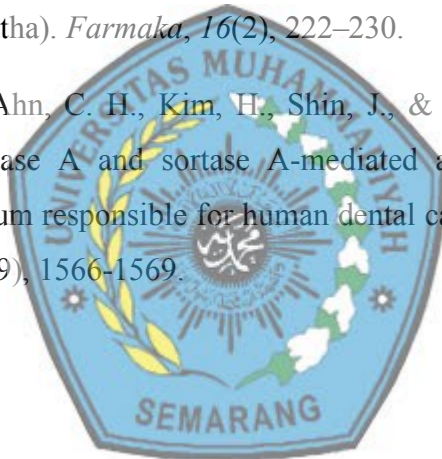 tha). Farmaka, 16(2), 222–230.
UNIVERSITAS MUHAMMADIYAH
Ahn, C. H., Kim, H., Shin, J., &
ase A and sortase A-mediated a
um responsible for human dental ca
9), 1566-1569.
SEMARANG